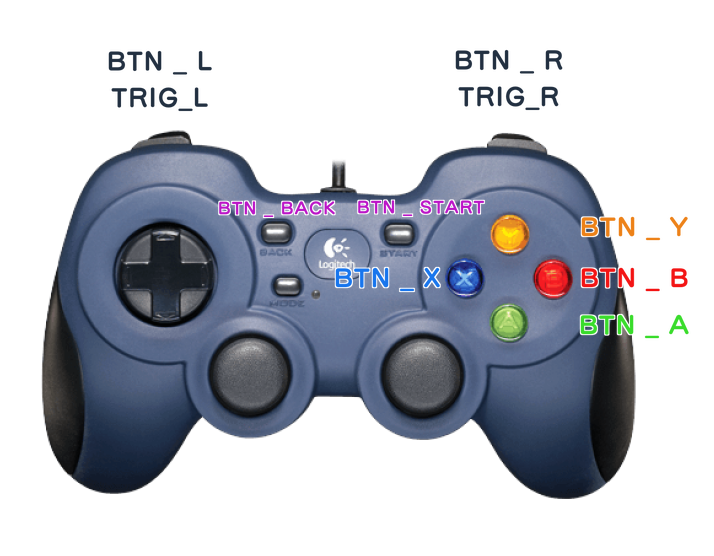 BTN _ L
TRIG_L
BTN _ R
TRIG_R
BTN _ BACK
BTN _ START
BACK
START
Logitech
MODE
Y
X
B
A
BTN _ Y
BTN _ X
BTN _ B
BTN _ A